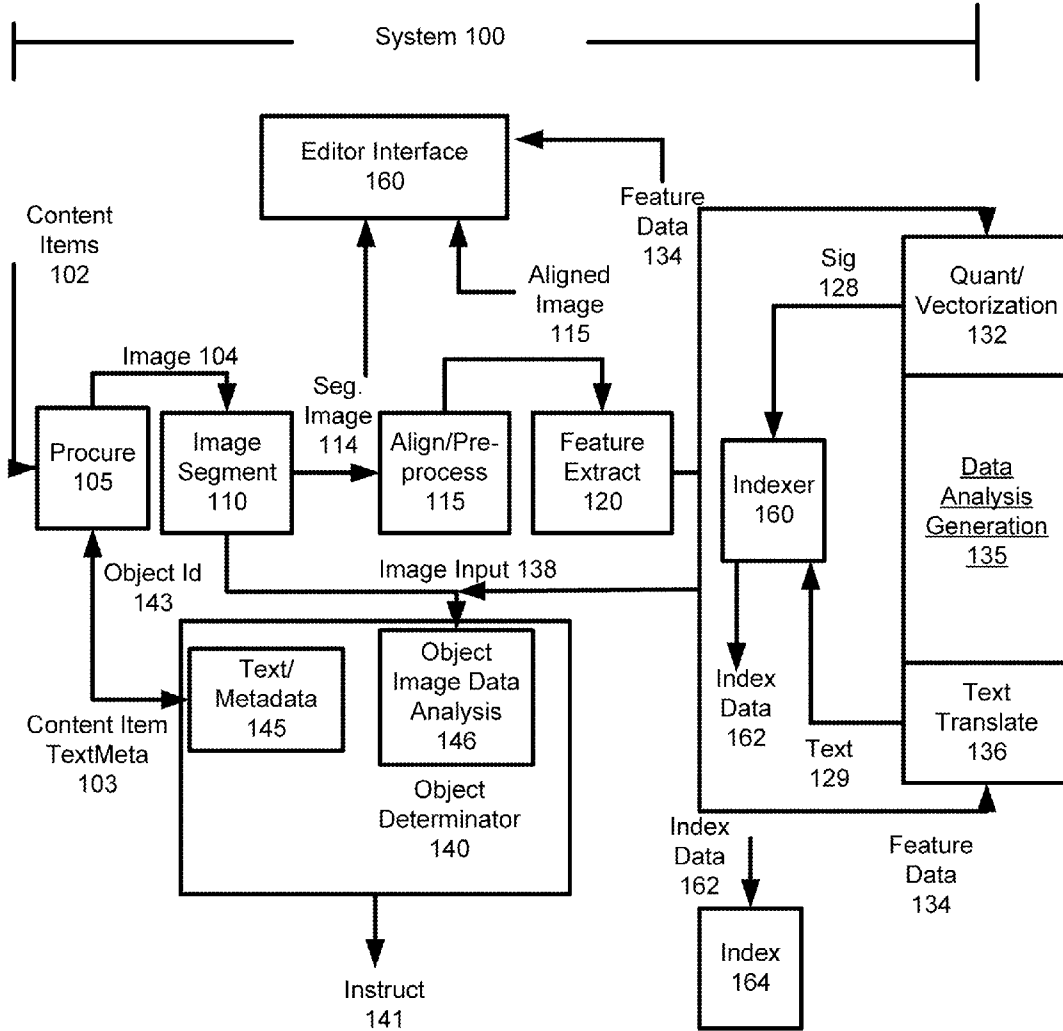 System 100
Editor Interface
160
Feature
Data
134
Content
Items
102
Aligned
Image
115
Sig
128
Quant/
Vectorization
132
Image 104
Seg.
Image
114
Procure
105
Image
Segment
110
Align/Pre-
process
115
Feature
Extract
120
Indexer
160
Data
Analysis
Generation
135
Object Id
143
Image Input 138
Text/
Metadata
145
Object
Image Data
Analysis
146
Index
Data
162
Text
Translate
136
Content Item
TextMeta
103
Text
129
Object
Determinator
140
Index
Data
162
Feature
Data
134
Index
164
Instruct
141